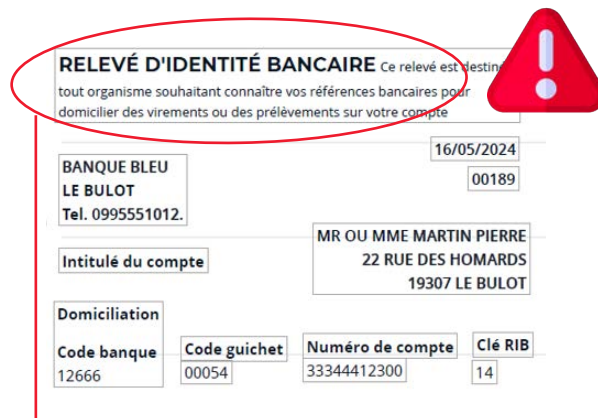 RELEVÉ D'IDENTITÉ BANCAIRE Ce relevé est destiné
tout organisme souhaitant connaître vos références bancaires pour
domicilier des virements ou des prélèvements sur votre compte
16/05/2024
00189
BANQUE BLEU
LE BULOT
Tel. 0995551012.
MR OU MME MARTIN PIERRE
22 RUE DES HOMARDS
19307 LE BULOT
Intitulé du compte
Domiciliation
Code banque Code guichet Numéro de compte Clé RIB
12666 00054 33344412300 14